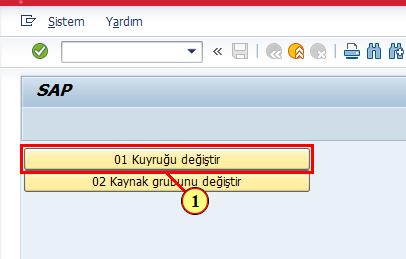 Sistem Yardım
SAP
01 Kuyruğu değiştir
02 Kaynak grubunu değiştir
1